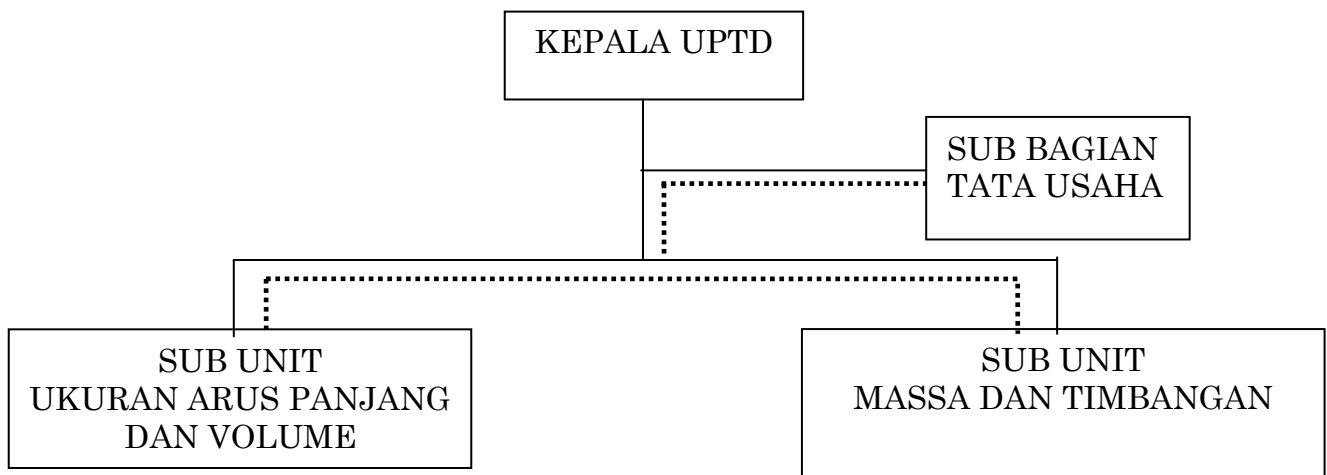 KEPALA UPTD
SUB BAGIAN
TATA USAHA
SUB UNIT
UKURAN ARUS PANJANG
DAN VOLUME
SUB UNIT
MASSA DAN TIMBANGAN